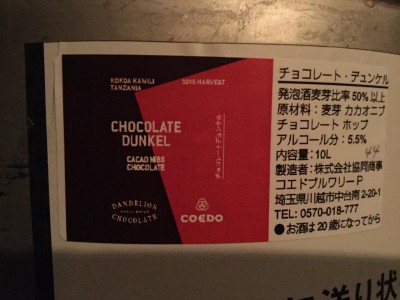 KOKOA KAMILI
TANZANIA
2015 HARVEST
CHOCOLATE
DUNKEL
CACAO NIBS
CHOCOLATE
チョコレート・デュンケル
DANDELION
CHOCOLATE
COEDO
チョコレート・デュンケル
発泡酒麦芽比率 50% 以上
原材料：麦芽 カカオニブ
チョコレート ホップ
アルコール分：5.5%
内容量：10L
製造者：株式会社協同商事
コエドブルワリーP
埼玉県川越市中台南 2-20-1
TEL: 0570-018-777
●お酒は 20 歳になってから
送り状